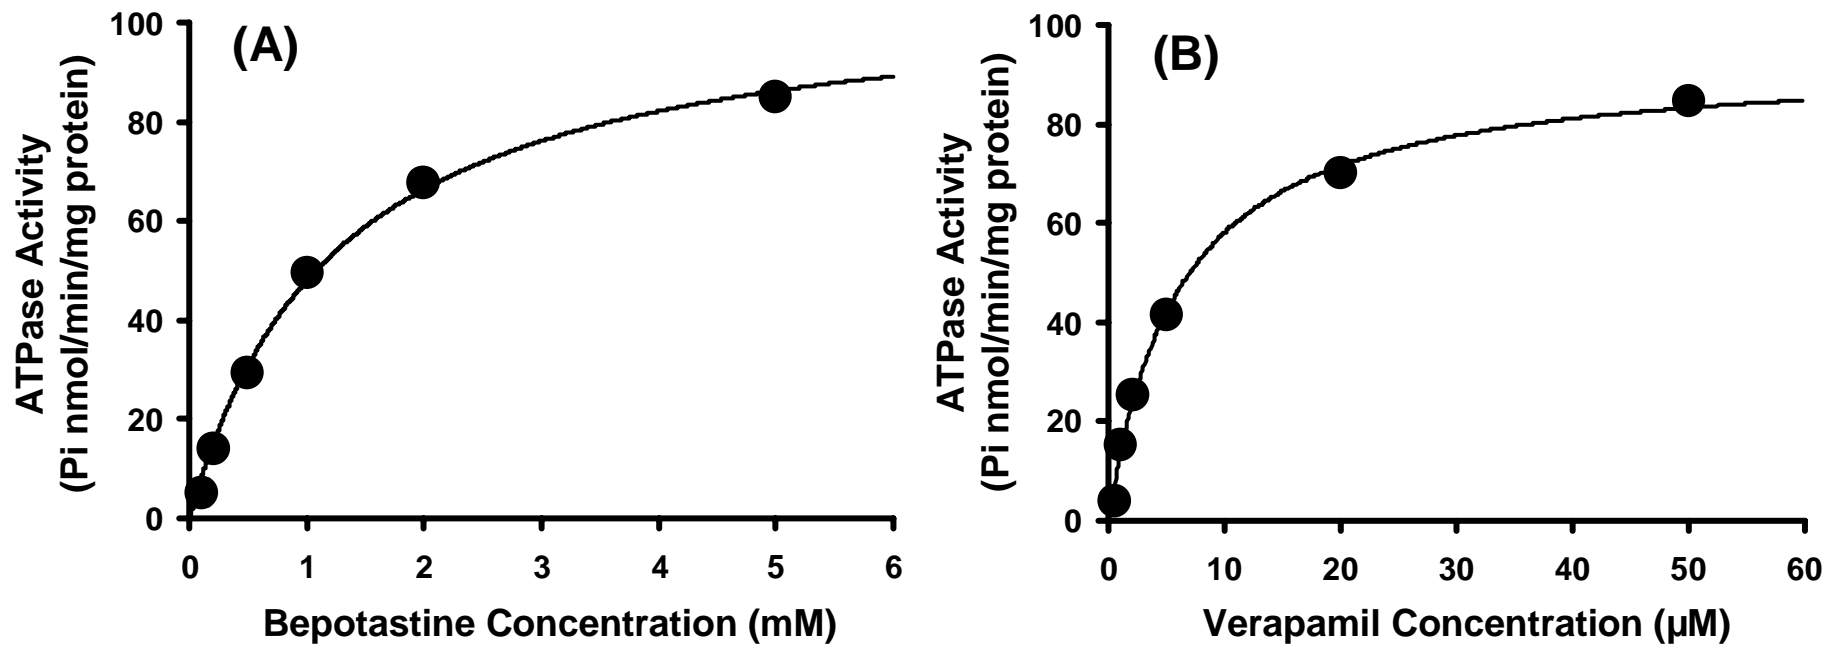 (A)
100
80
60
40
20
0
ATPase Activity
(Pi nmol/min/mg protein)
0 1 2 3 4 5 6
Bepotastine Concentration (mM)
(B)
100
80
60
40
20
0
ATPase Activity
(Pi nmol/min/mg protein)
0 10 20 30 40 50 60
Verapamil Concentration (µM)